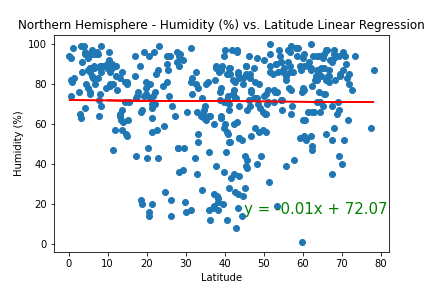 Northern Hemisphere - Humidity (%) vs. Latitude Linear Regression
100
80
60
40
20
0
Humidity (%)
y = -0.01x + 72.07
0 10 20 30 40 50 60 70 80
Latitude